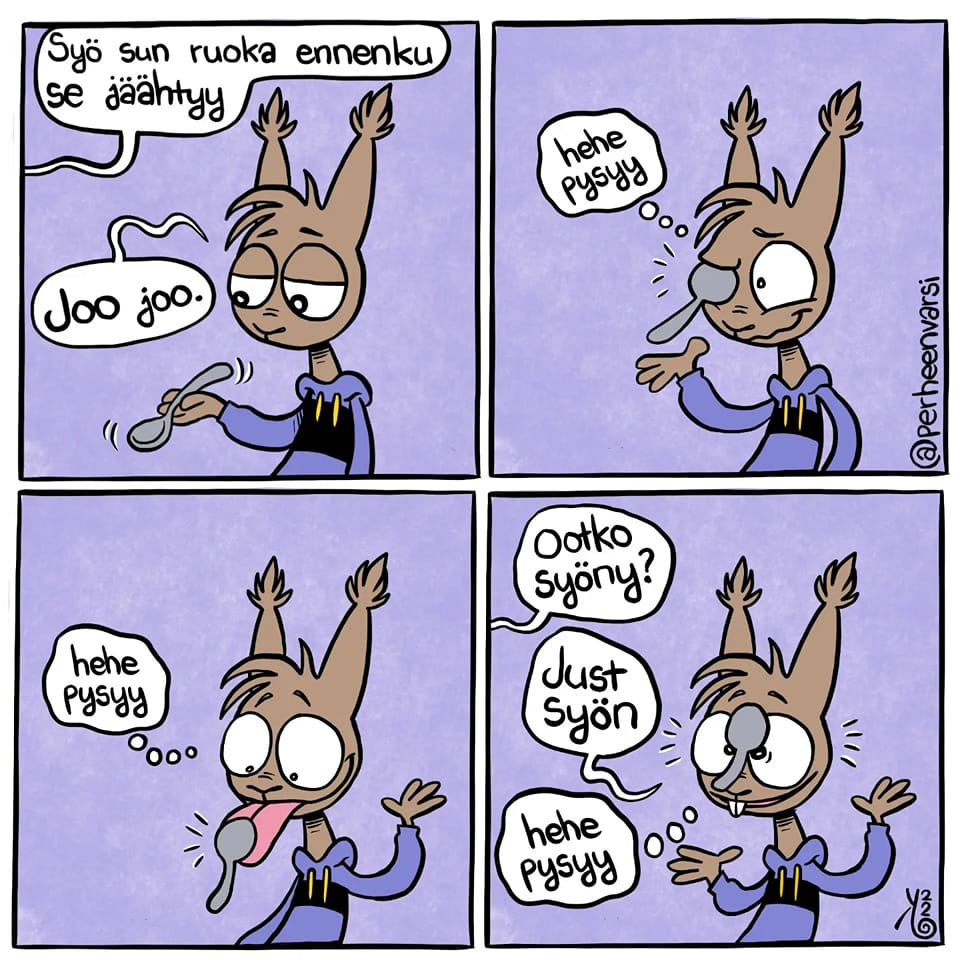 Syö sun ruoka ennenku
se jäähtyy
Joo joo.
hehe
pysyy
@perheenvarsi
hehe
pysyy
Ootko
syöny?
Just
syön
hehe
pysyy